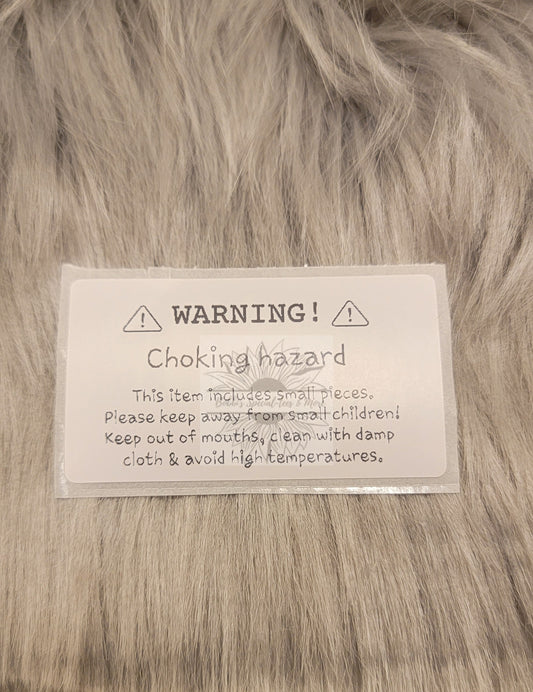 WARNING!
Choking hazard
This item includes small pieces.
Please keep away from small children!
Keep out of mouths, clean with damp
cloth & avoid high temperatures.